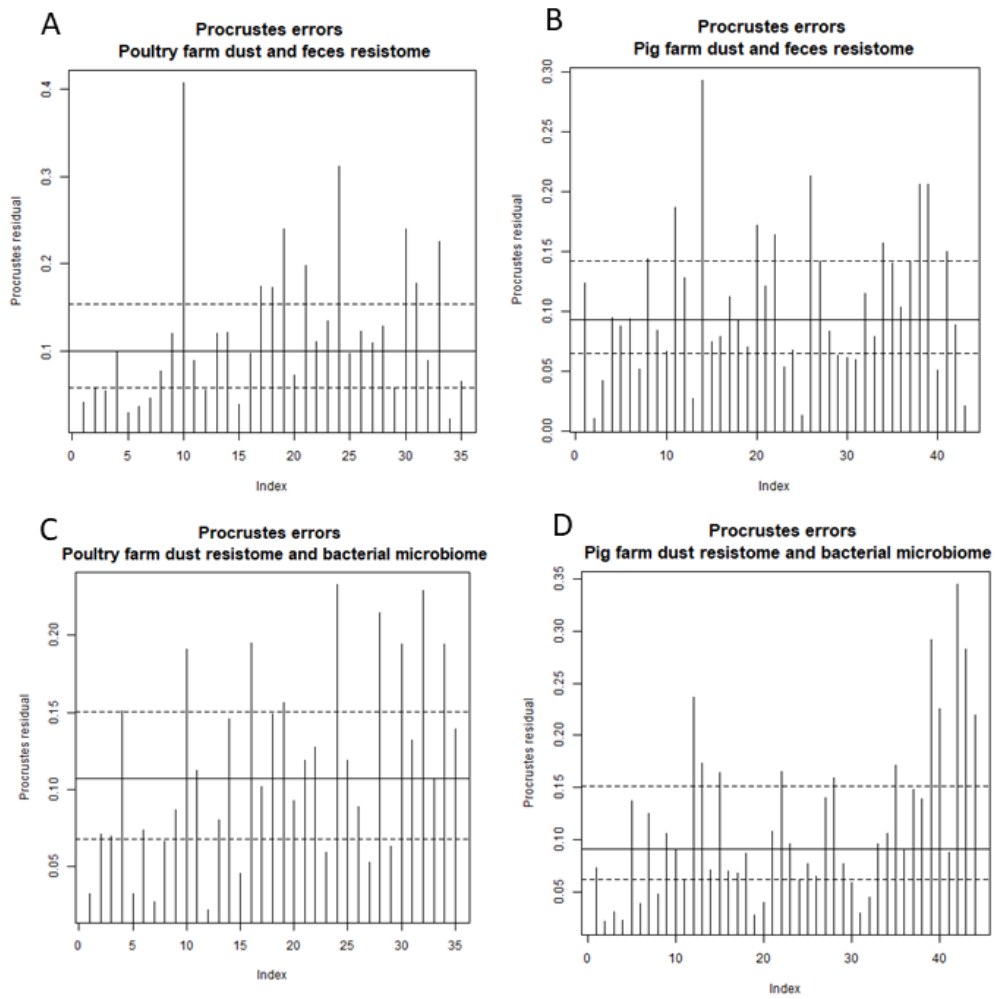 A
Procrustes errors
Poultry farm dust and feces resistome
Procrustes residual
0.4
0.3
0.2
0.1
0 5 10 15 20 25 30 35
Index
B
Procrustes errors
Pig farm dust and feces resistome
Procrustes residual
0.30
0.25
0.20
0.15
0.10
0.05
0.00
0 10 20 30 40
Index
C
Procrustes errors
Poultry farm dust resistome and bacterial microbiome
Procrustes residual
0.20
0.15
0.10
0.05
0 5 10 15 20 25 30 35
Index
D
Procrustes errors
Pig farm dust resistome and bacterial microbiome
Procrustes residual
0.35
0.30
0.25
0.20
0.15
0.10
0.05
0 10 20 30 40
Index